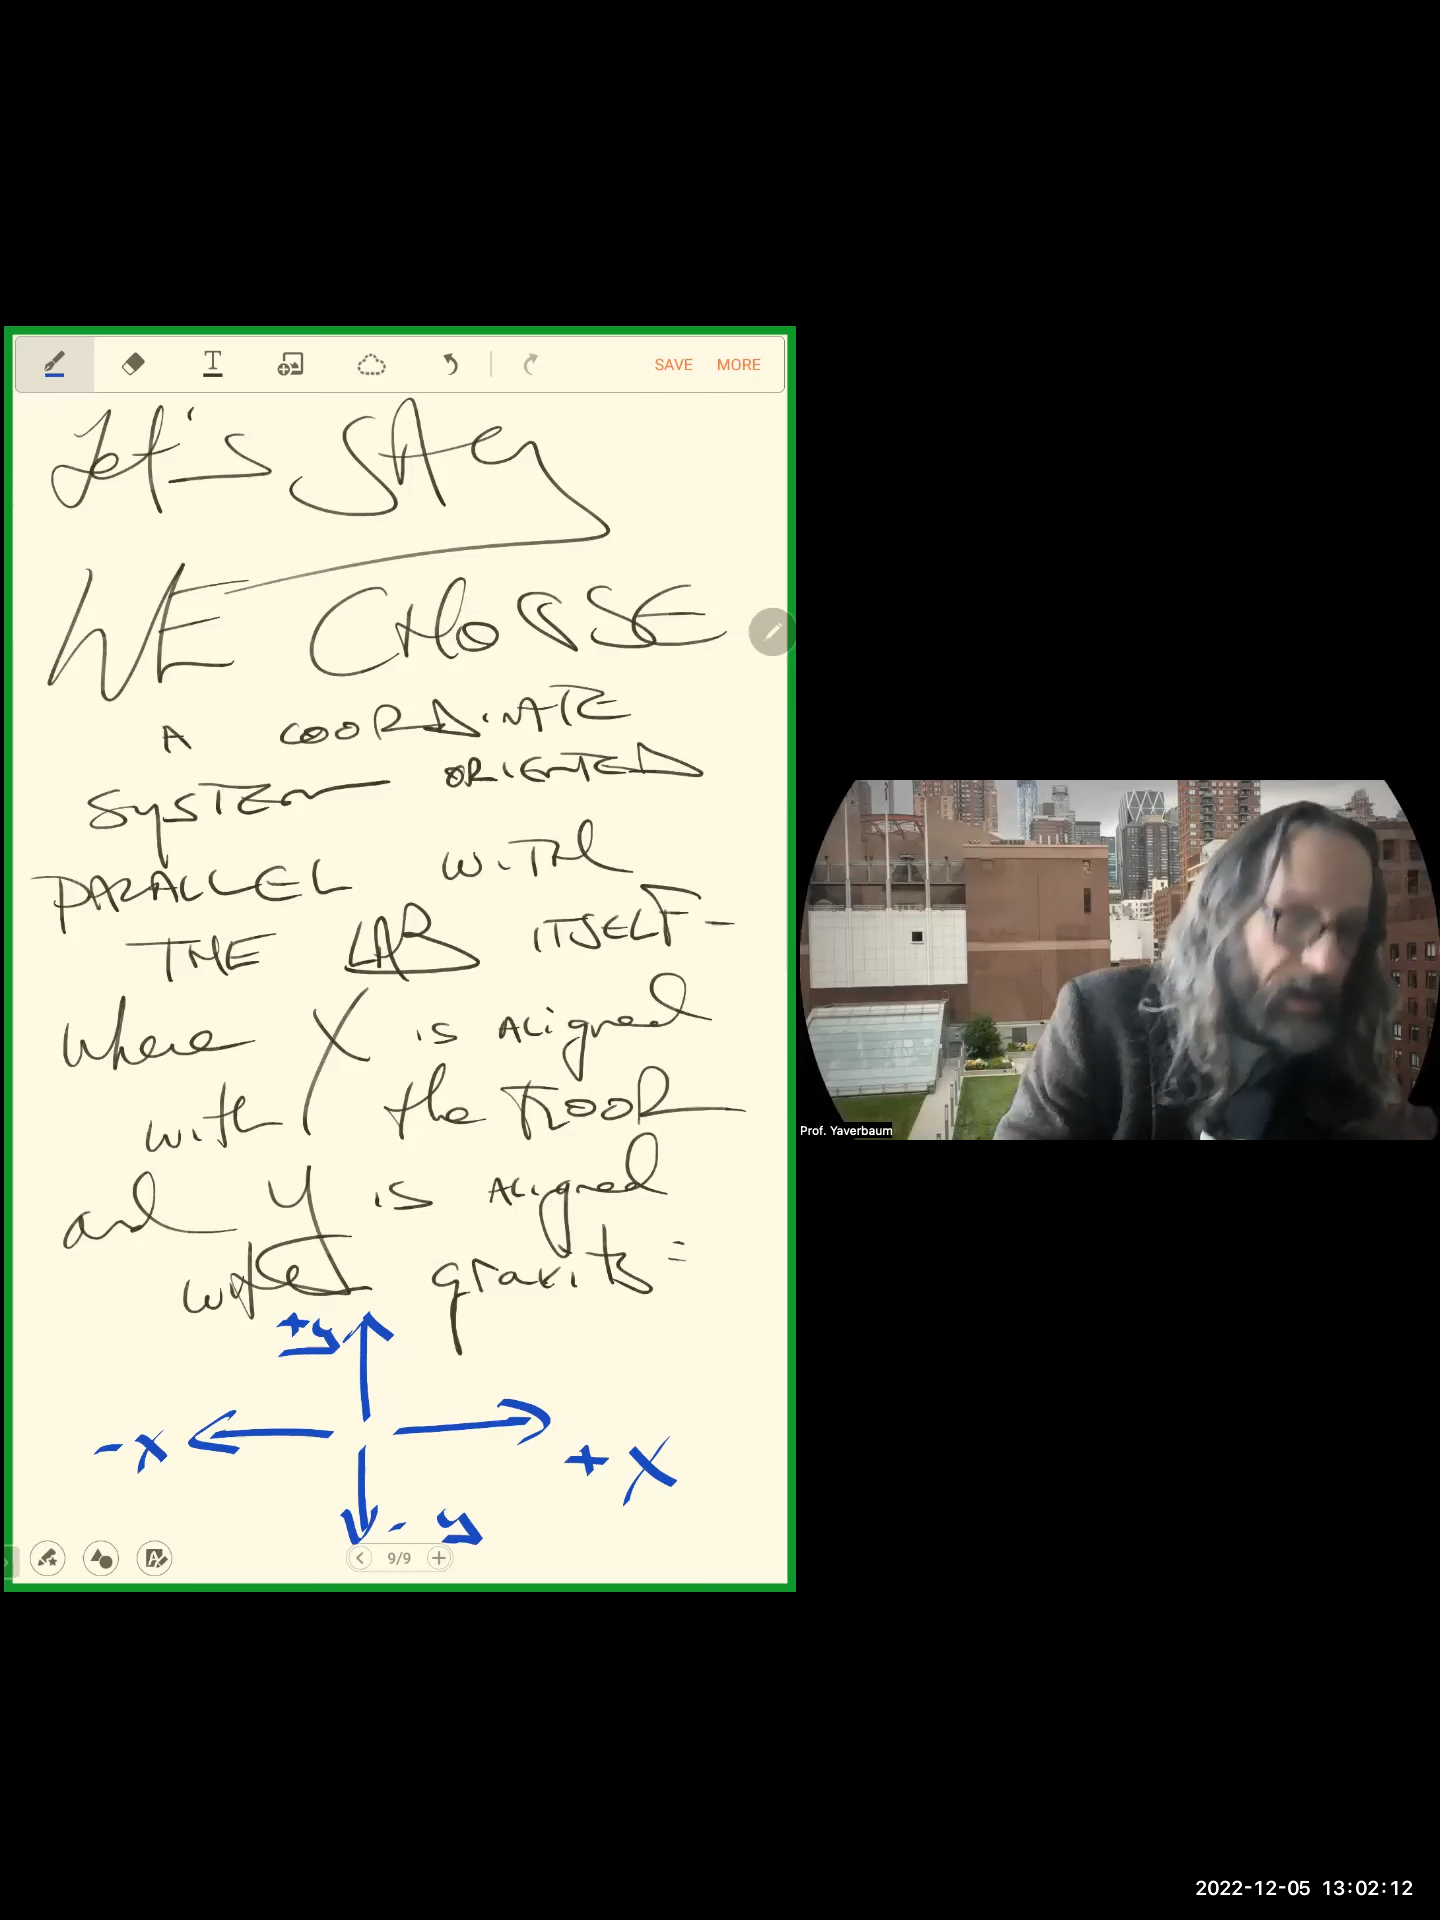 SAVE MORE
Let's SAy
WE CHOOSE
A COORDINATE
SYSTEM ORIENTED
PARALLEL WITH
THE LAB ITSELF-
where X is ALigned
with the FLOOR
and y is ALigned
with gravity =
+y
-x
+ X
- y
9/9
Prof. Yaverbaum
2022-12-05 13:02:12